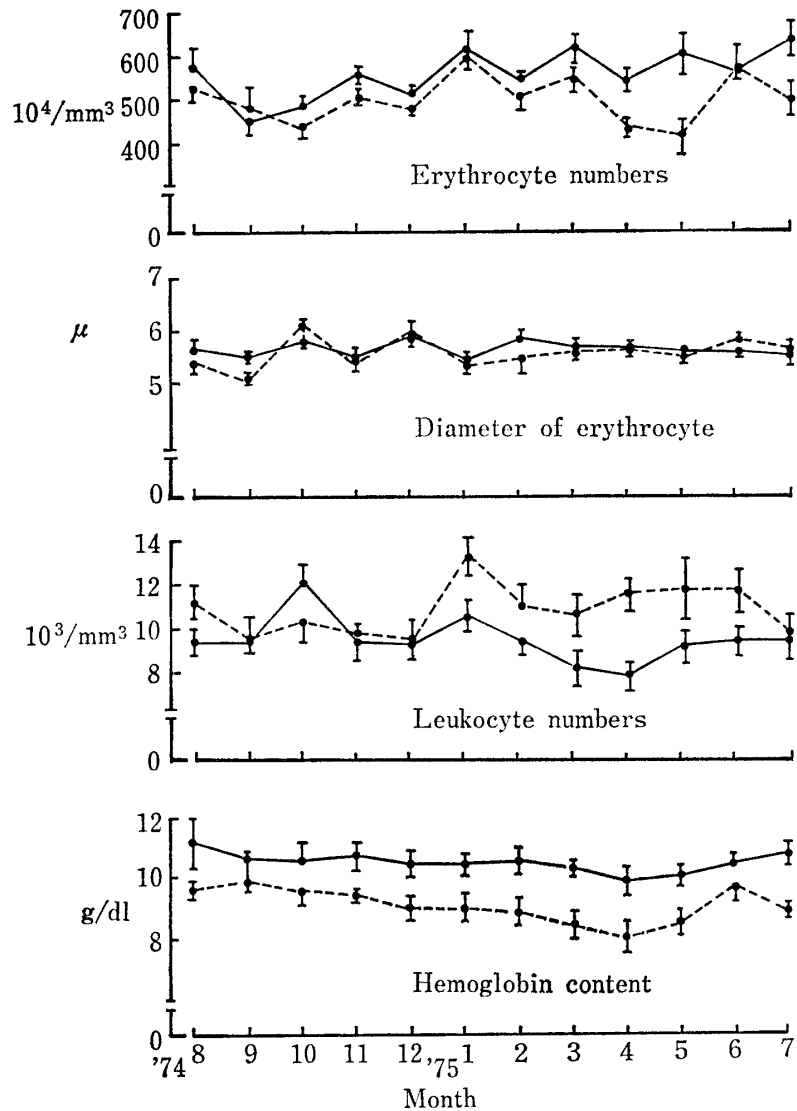 700
600
10⁴/mm³ 500
400
Erythrocyte numbers
0
7
μ 6
5
Diameter of erythrocyte
0
14
12
10³/mm³ 10
8
Leukocyte numbers
0
12
10
g/dl
8
Hemoglobin content
0
'74 8 9 10 11 12 '75 1 2 3 4 5 6 7
Month